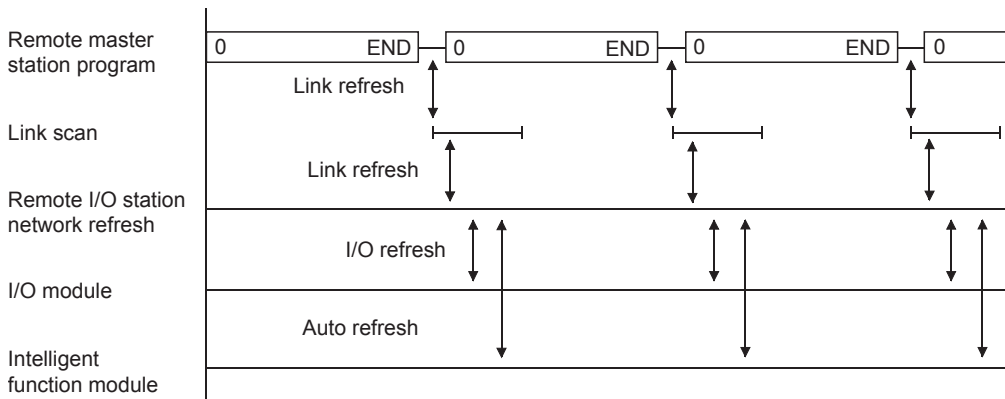 Remote master
station program
0 END 0 END 0 END 0
Link refresh
Link scan
Link refresh
Remote I/O station
network refresh
I/O refresh
I/O module
Auto refresh
Intelligent
function module